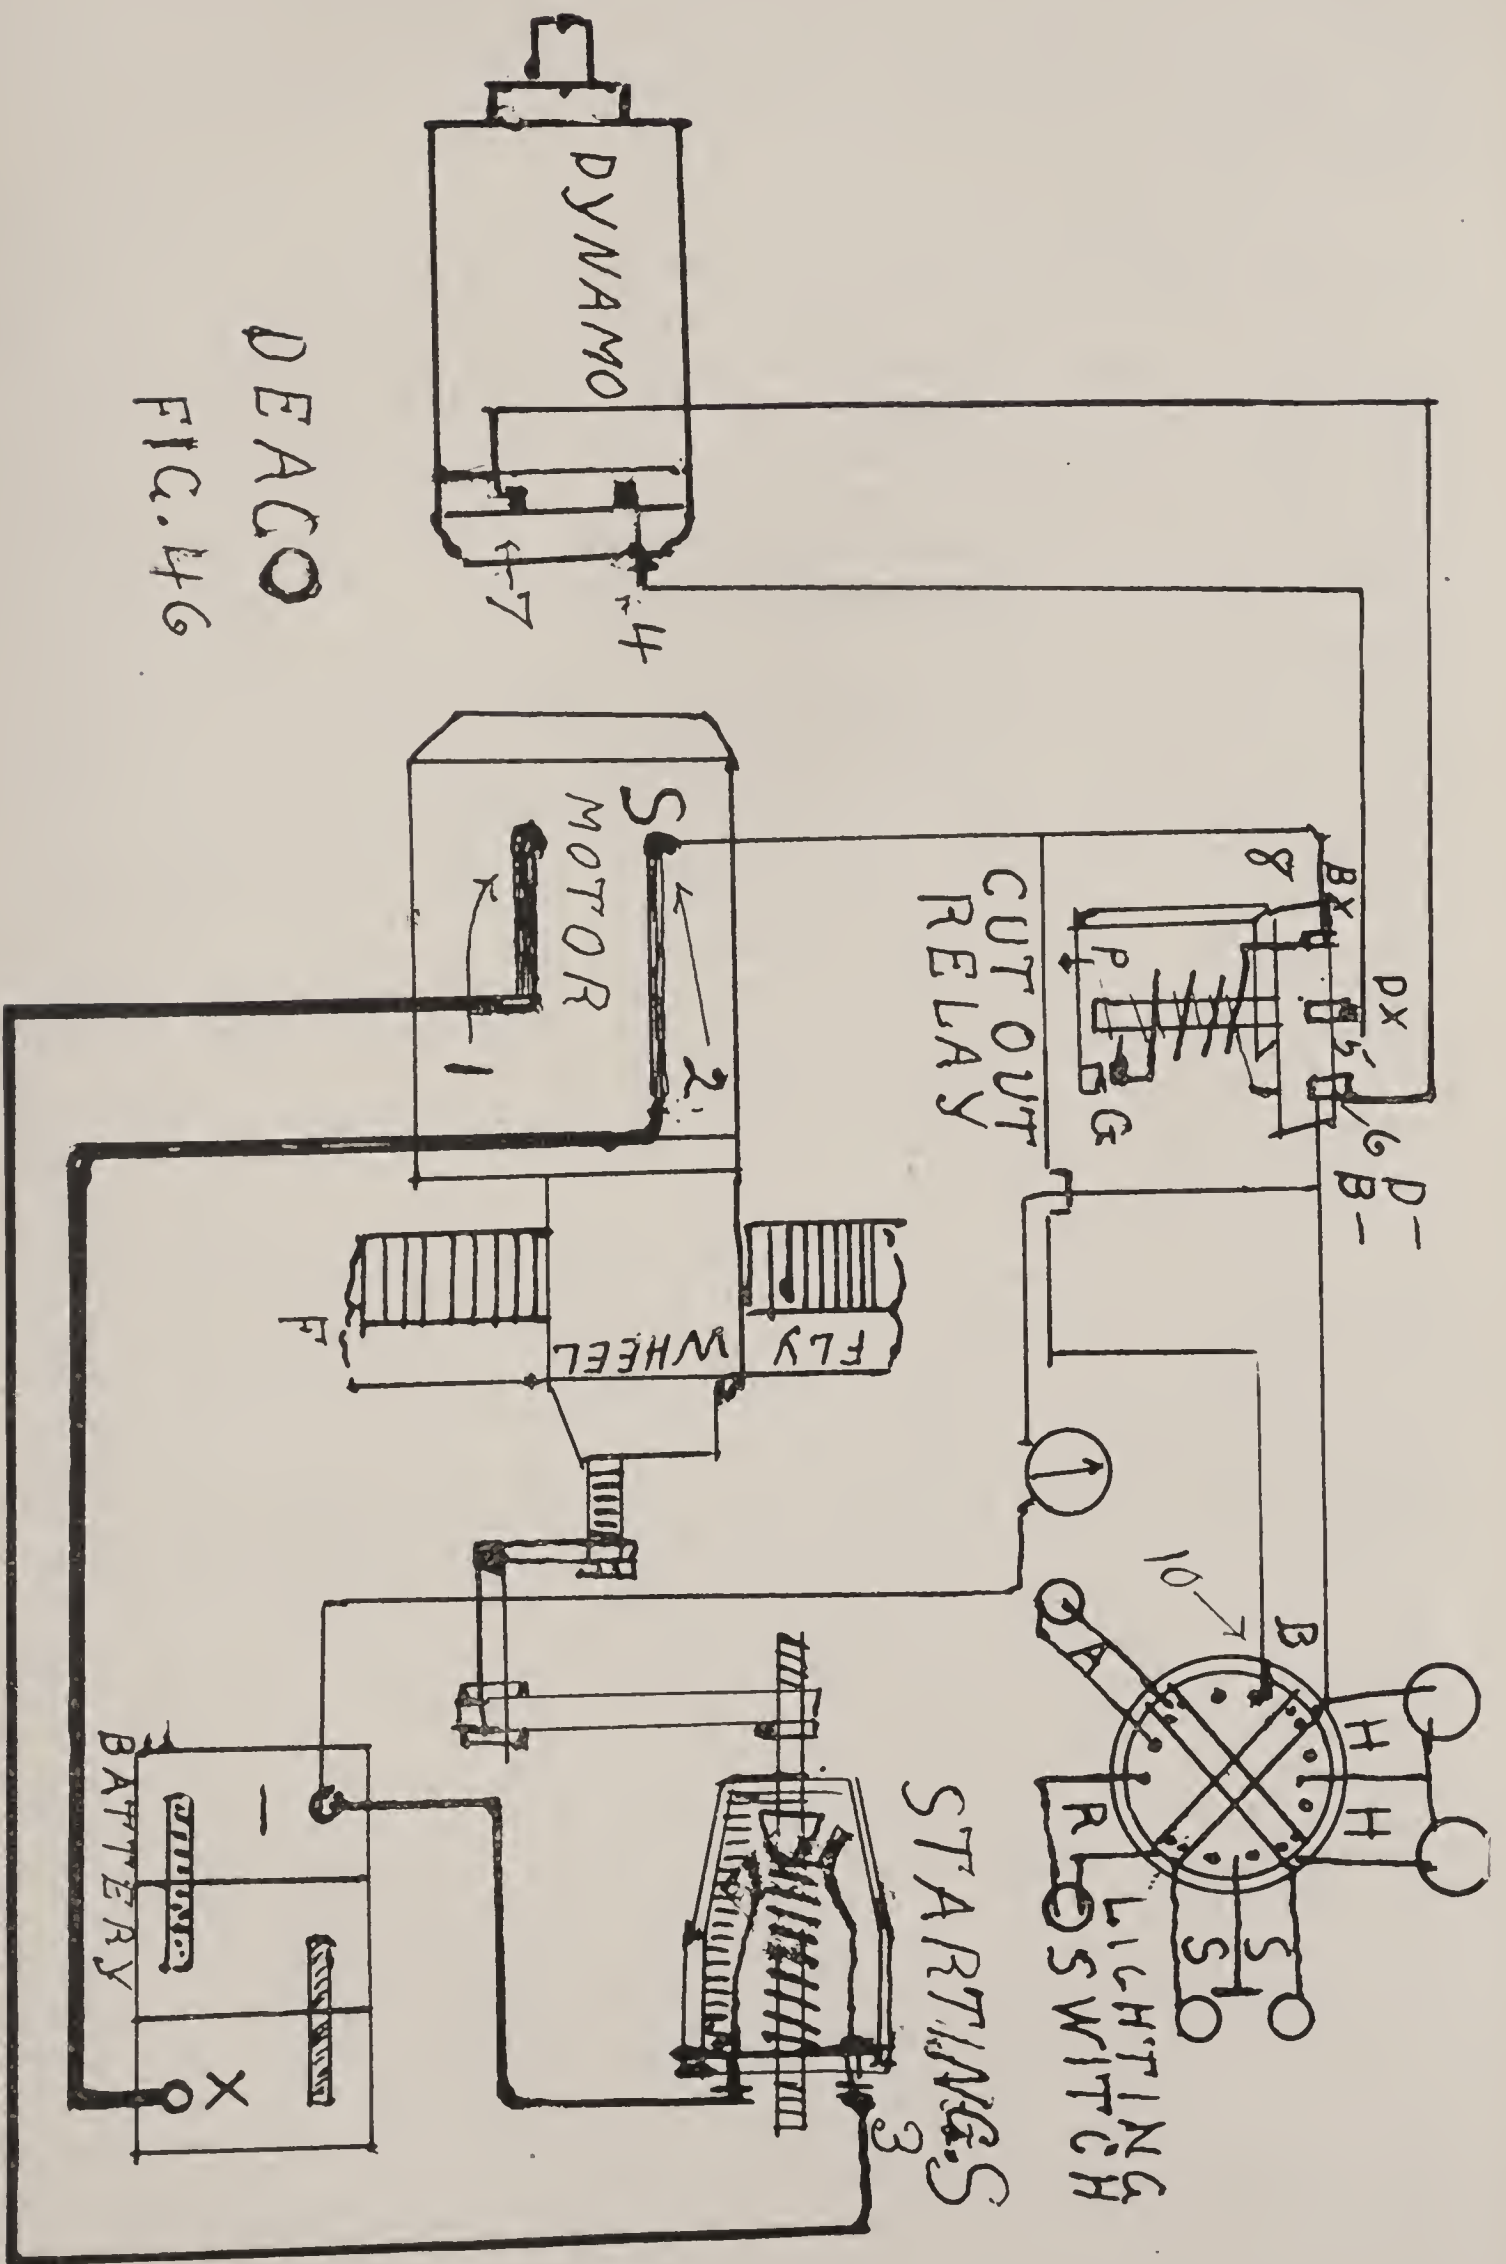 DYNAMO
7
4
DEACO
FIG. 46
S
MOTOR
1
2
CUT OUT
RELAY
8
BX
P
G
PX
5
6
D-
B-
FLY
WHEEL
F
10
B
A
H
H
R
S
S
LIGHTING
SWITCH
STARTING.S
3
BATTERY
-
X